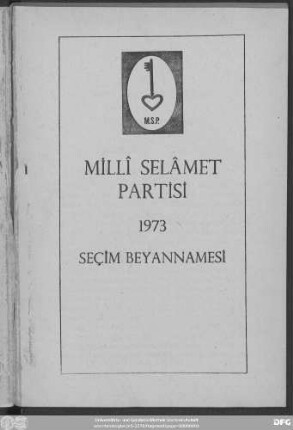 M.S.P.
MİLLÎ SELÂMET
PARTİSİ
1973
SEÇİM BEYANNAMESİ
DFG